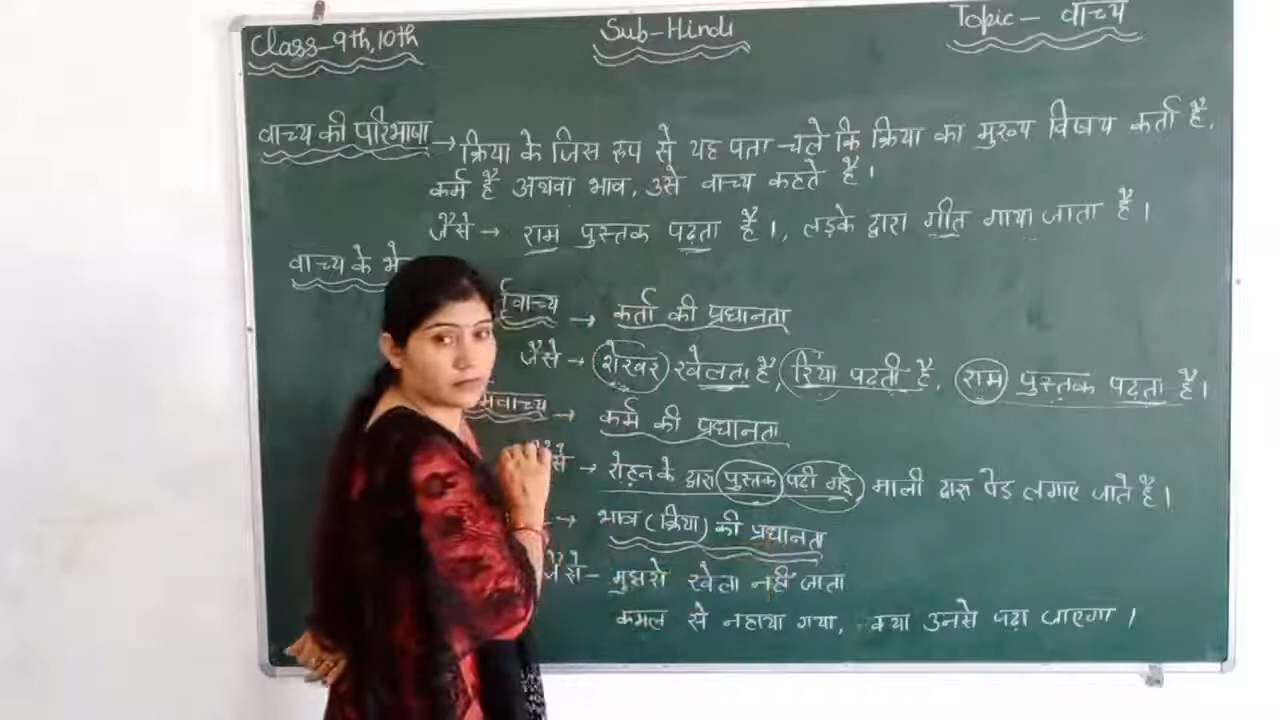 Class-9th,10th
Sub-Hindi
Topic- वाच्य
वाच्य की परिभाषा → क्रिया के जिस रुप से यह पता चले कि क्रिया का मुख्य विषय कर्ता है,
कर्म है अथवा भाव, उसे वाच्य कहते है।
जैसे → राम पुस्तक पढ़ता है।, लड़के द्वारा गीत गाया जाता है।
वाच्य के
वाच्य → कर्ता की प्रधानता
जैसे → शेखर खेलता है, रिया पढती है, राम पुस्तक पढ़ता है।
वाच्य → कर्म की प्रधानता
जैसे → रोहन के द्वारा पुस्तक पढ़ी गई, माली द्वारा पेड लगाए जाते है।
→ भाव (क्रिया) की प्रधानता
जैसे- मुझसे खेला नहीं जाता
कमल से नहाया गया, क्या उनसे पढ़ा जाएगा।